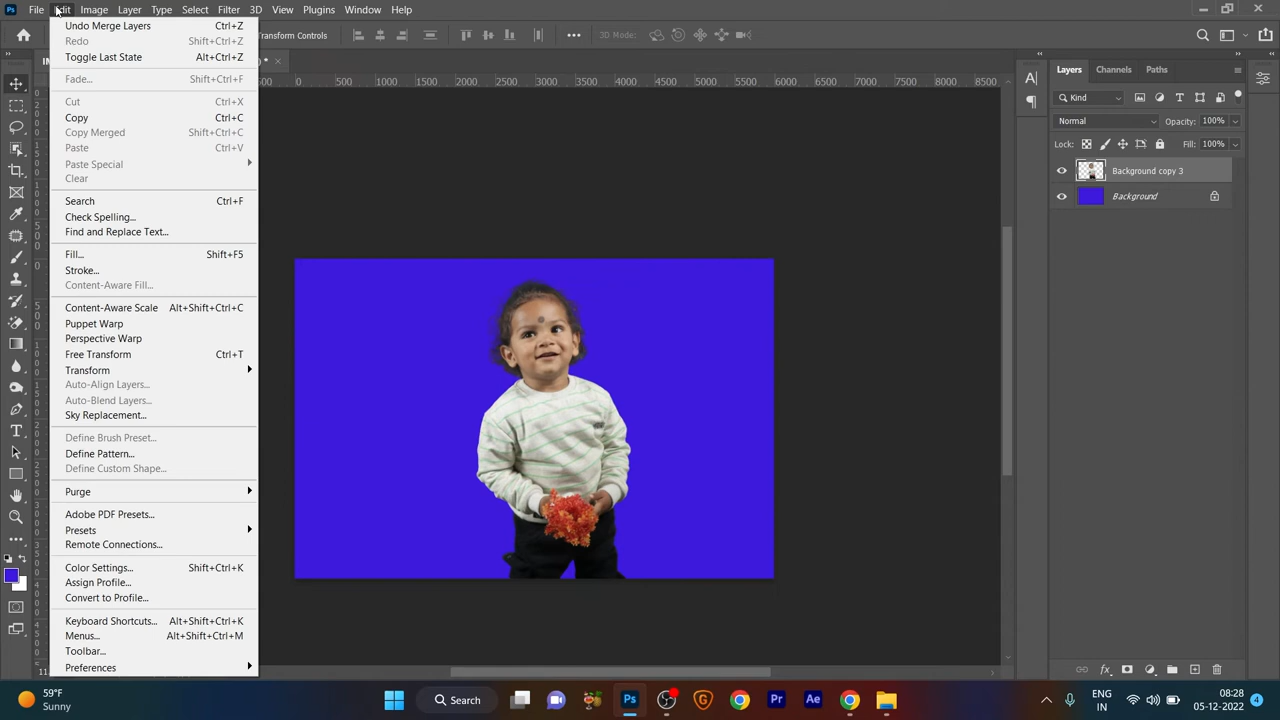 Ps File Edit Image Layer Type Select Filter 3D View Plugins Window Help
Transform Controls 3D Mode:
Undo Merge Layers Ctrl+Z
Redo Shift+Ctrl+Z
Toggle Last State Alt+Ctrl+Z
Fade... Shift+Ctrl+F
Cut Ctrl+X
Copy Ctrl+C
Copy Merged Shift+Ctrl+C
Paste Ctrl+V
Paste Special
Clear
Search Ctrl+F
Check Spelling...
Find and Replace Text...
Fill... Shift+F5
Stroke...
Content-Aware Fill...
Content-Aware Scale Alt+Shift+Ctrl+C
Puppet Warp
Perspective Warp
Free Transform Ctrl+T
Transform
Auto-Align Layers...
Auto-Blend Layers...
Sky Replacement...
Define Brush Preset...
Define Pattern...
Define Custom Shape...
Purge
Adobe PDF Presets...
Presets
Remote Connections...
Color Settings... Shift+Ctrl+K
Assign Profile...
Convert to Profile...
Keyboard Shortcuts... Alt+Shift+Ctrl+K
Menus... Alt+Shift+Ctrl+M
Toolbar...
Preferences
500 0 500 1000 1500 2000 2500 3000 3500 4000 4500 5000 5500 6000 6500 7000 7500 8000 8500
Layers Channels Paths
Kind
Normal Opacity: 100%
Lock: Fill: 100%
Background copy 3
Background
59°F
Sunny
Search
Ps Pr Ae
ENG
IN
08:28
05-12-2022
4